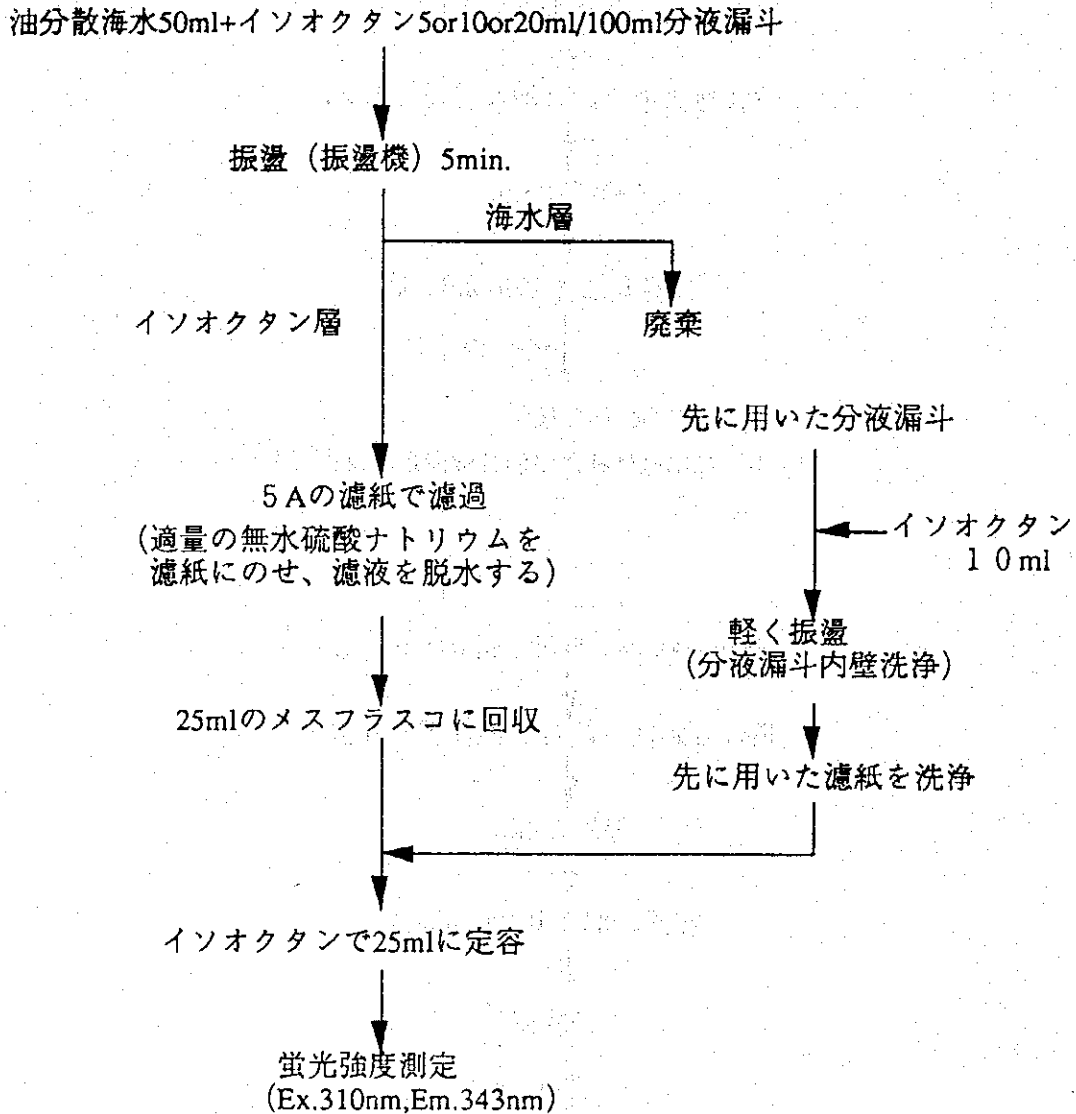 油分散海水50ml+イソオクタン5or10or20ml/100ml分液漏斗
振盪（振盪機）5min.
海水層
イソオクタン層
廃棄
先に用いた分液漏斗
５Aの濾紙で濾過
（適量の無水硫酸ナトリウムを
濾紙にのせ、濾液を脱水する）
イソオクタン
１０ml
軽く振盪
（分液漏斗内壁洗浄）
25mlのメスフラスコに回収
先に用いた濾紙を洗浄
イソオクタンで25mlに定容
蛍光強度測定
（Ex.310nm,Em.343nm）